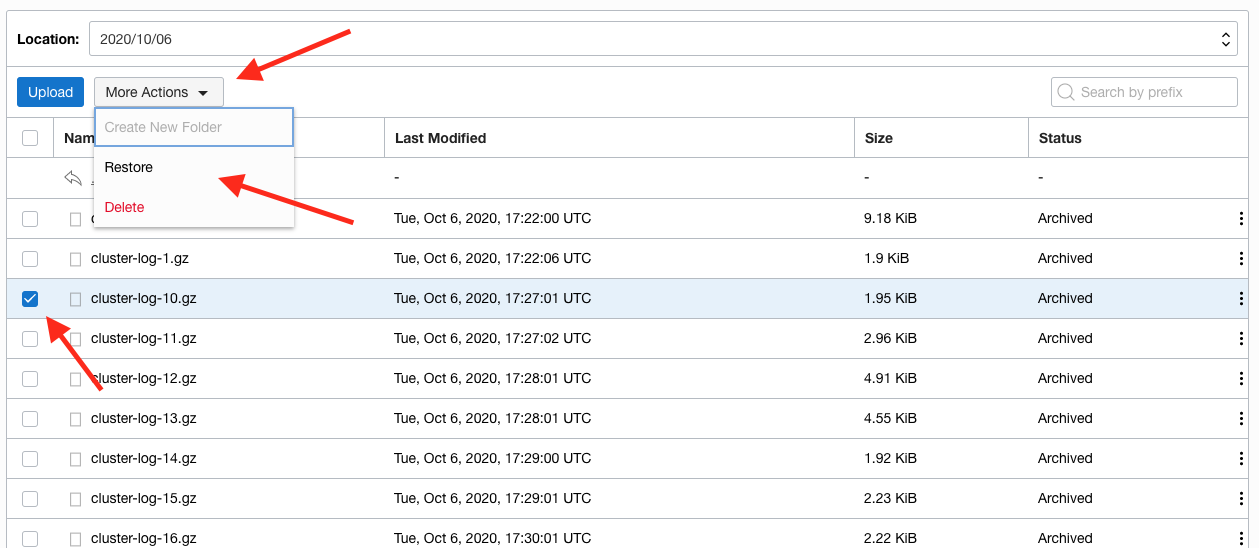 Location: 2020/10/06
Upload More Actions Search by prefix
Create New Folder
Last Modified Size Status
Restore
- - -
Delete
Tue, Oct 6, 2020, 17:22:00 UTC 9.18 KiB Archived
cluster-log-1.gz Tue, Oct 6, 2020, 17:22:06 UTC 1.9 KiB Archived
cluster-log-10.gz Tue, Oct 6, 2020, 17:27:01 UTC 1.95 KiB Archived
cluster-log-11.gz Tue, Oct 6, 2020, 17:27:02 UTC 2.96 KiB Archived
cluster-log-12.gz Tue, Oct 6, 2020, 17:28:01 UTC 4.91 KiB Archived
cluster-log-13.gz Tue, Oct 6, 2020, 17:28:01 UTC 4.55 KiB Archived
cluster-log-14.gz Tue, Oct 6, 2020, 17:29:00 UTC 1.92 KiB Archived
cluster-log-15.gz Tue, Oct 6, 2020, 17:29:01 UTC 2.23 KiB Archived
cluster-log-16.gz Tue, Oct 6, 2020, 17:30:01 UTC 2.22 KiB Archived